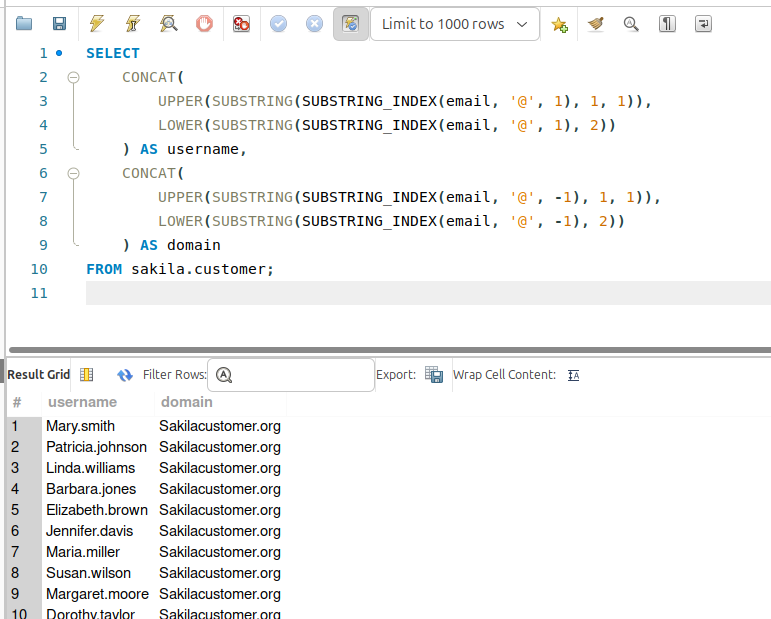 Limit to 1000 rows
1 SELECT
2 CONCAT(
3 UPPER(SUBSTRING(SUBSTRING_INDEX(email, '@', 1), 1, 1)),
4 LOWER(SUBSTRING(SUBSTRING_INDEX(email, '@', 1), 2))
5 ) AS username,
6 CONCAT(
7 UPPER(SUBSTRING(SUBSTRING_INDEX(email, '@', -1), 1, 1)),
8 LOWER(SUBSTRING(SUBSTRING_INDEX(email, '@', -1), 2))
9 ) AS domain
10 FROM sakila.customer;
11
Result Grid Filter Rows: Export: Wrap Cell Content:
# username domain
1 Mary.smith Sakilacustomer.org
2 Patricia.johnson Sakilacustomer.org
3 Linda.williams Sakilacustomer.org
4 Barbara.jones Sakilacustomer.org
5 Elizabeth.brown Sakilacustomer.org
6 Jennifer.davis Sakilacustomer.org
7 Maria.miller Sakilacustomer.org
8 Susan.wilson Sakilacustomer.org
9 Margaret.moore Sakilacustomer.org
10 Dorothy.taylor Sakilacustomer.org